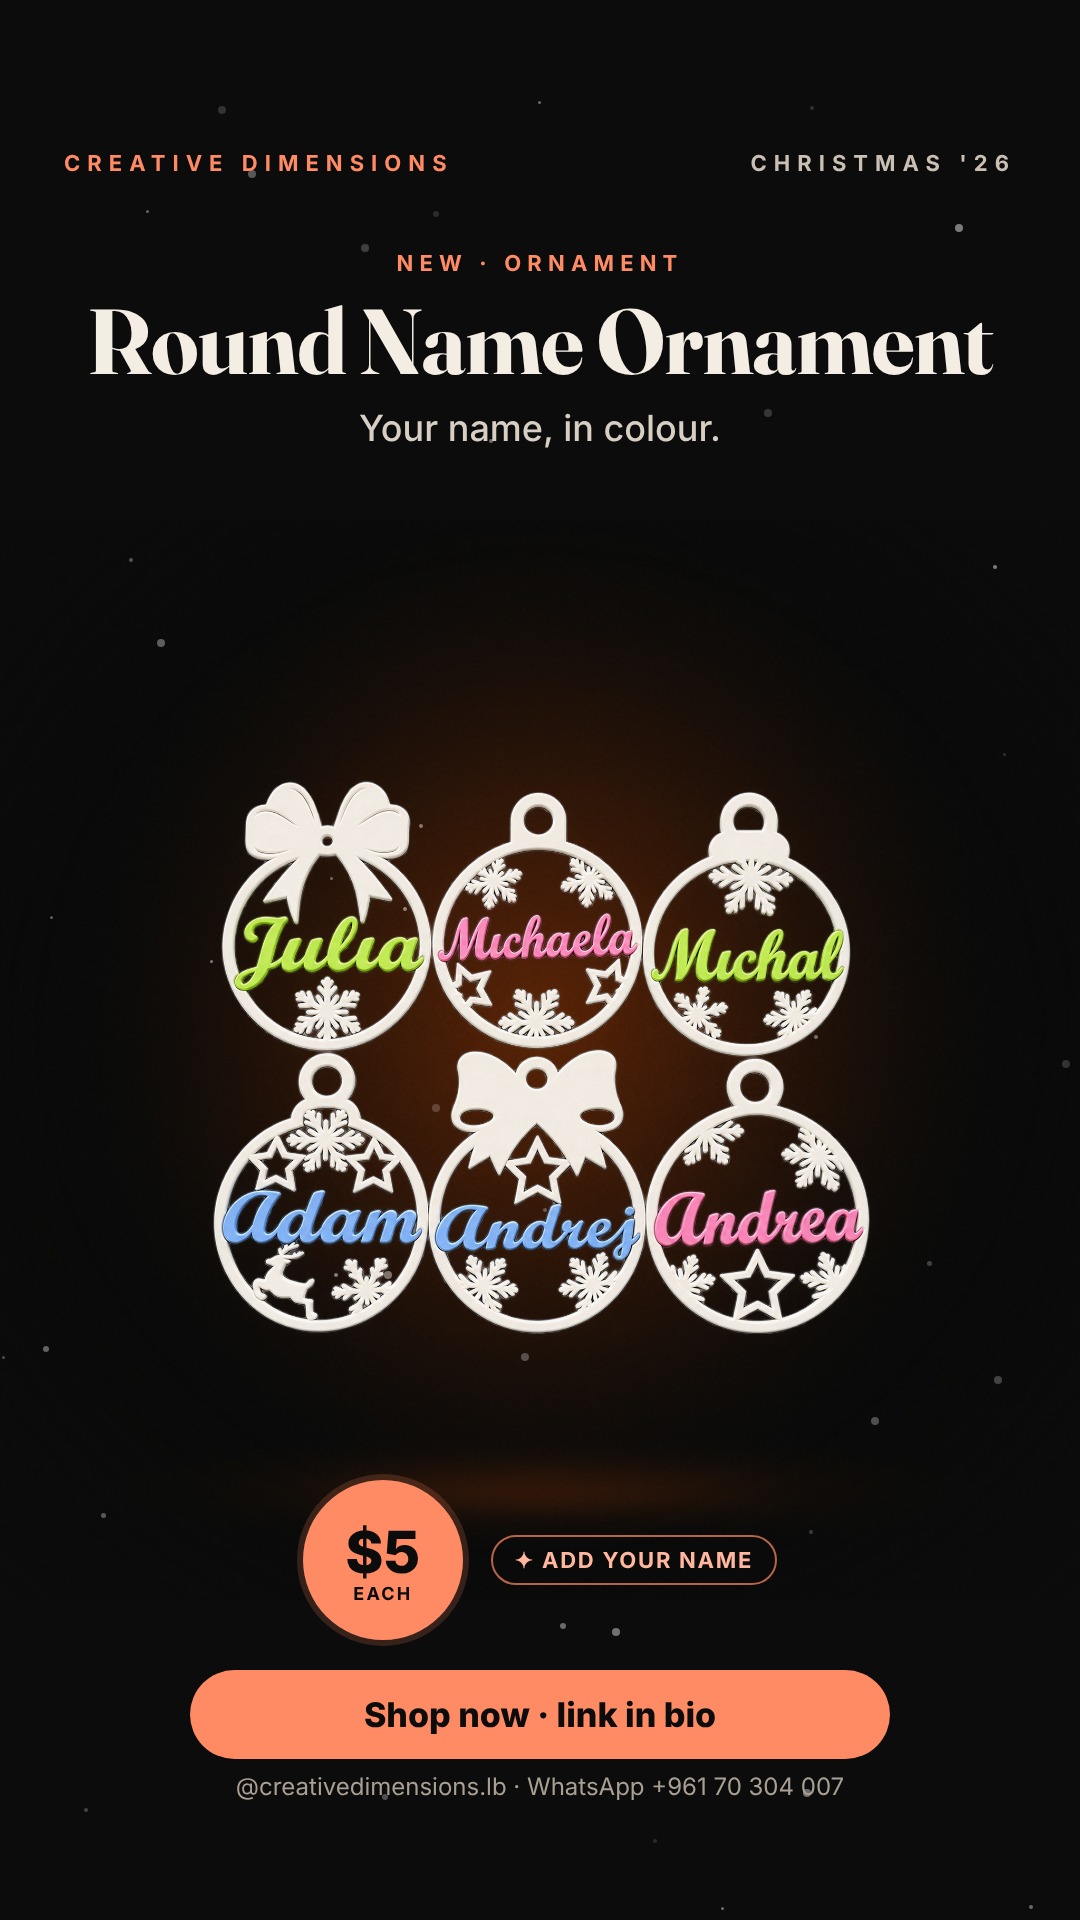 CREATIVE DIMENSIONS
CHRISTMAS '26
NEW · ORNAMENT
Round Name Ornament
Your name, in colour.
Julia
Michaela
Michal
Adam
Andrej
Andrea
$5
EACH
✦ ADD YOUR NAME
Shop now · link in bio
@creativedimensions.lb · WhatsApp +961 70 304 007